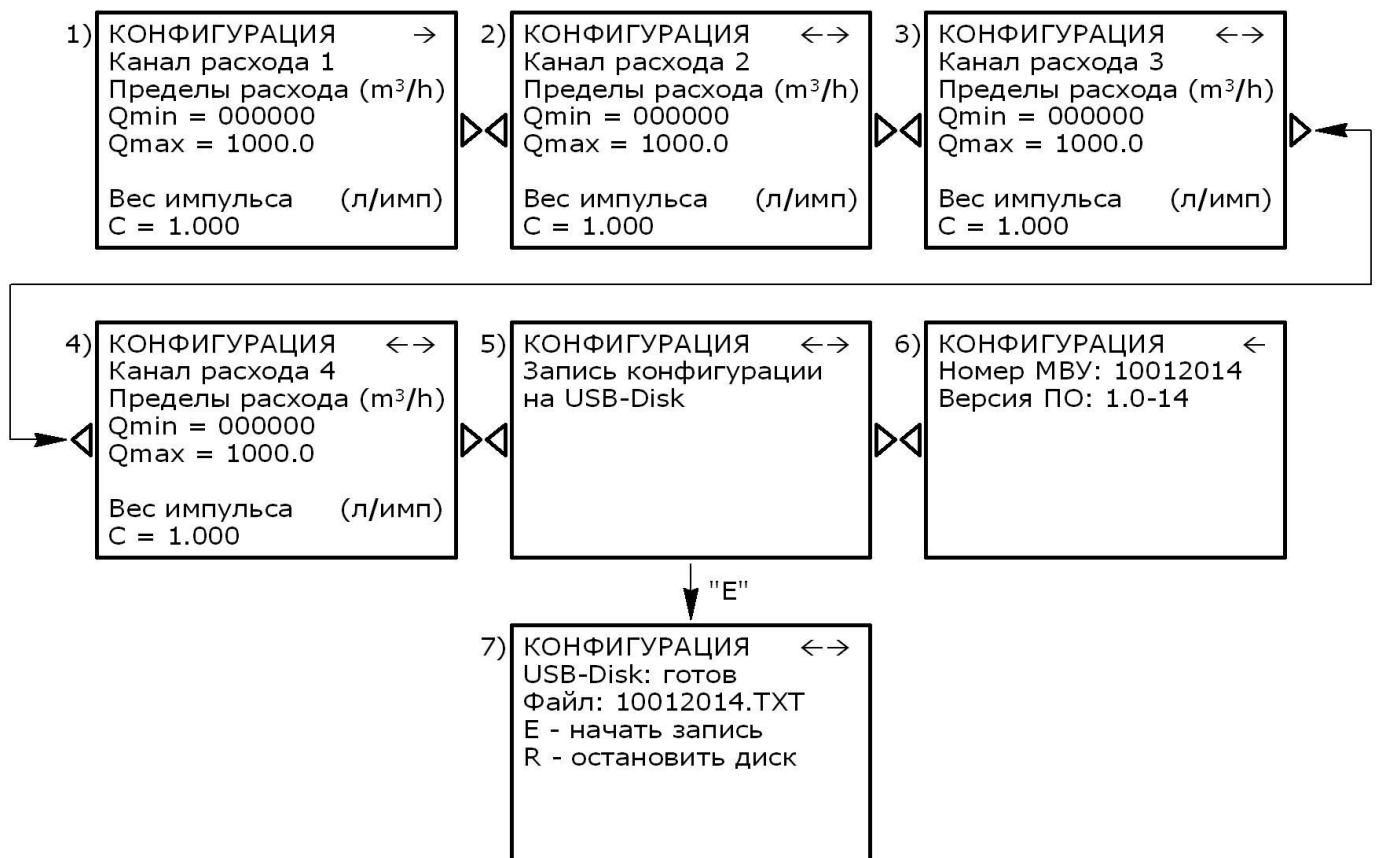 1) КОНФИГУРАЦИЯ →
Канал расхода 1
Пределы расхода (m³/h)
Qmin = 000000
Qmax = 1000.0
Вес импульса (л/имп)
C = 1.000
2) КОНФИГУРАЦИЯ ←→
Канал расхода 2
Пределы расхода (m³/h)
Qmin = 000000
Qmax = 1000.0
Вес импульса (л/имп)
C = 1.000
3) КОНФИГУРАЦИЯ ←→
Канал расхода 3
Пределы расхода (m³/h)
Qmin = 000000
Qmax = 1000.0
Вес импульса (л/имп)
C = 1.000
4) КОНФИГУРАЦИЯ ←→
Канал расхода 4
Пределы расхода (m³/h)
Qmin = 000000
Qmax = 1000.0
Вес импульса (л/имп)
C = 1.000
5) КОНФИГУРАЦИЯ ←→
Запись конфигурации
на USB-Disk
6) КОНФИГУРАЦИЯ ←
Номер МВУ: 10012014
Версия ПО: 1.0-14
"E"
7) КОНФИГУРАЦИЯ ←→
USB-Disk: готов
Файл: 10012014.TXT
E - начать запись
R - остановить диск